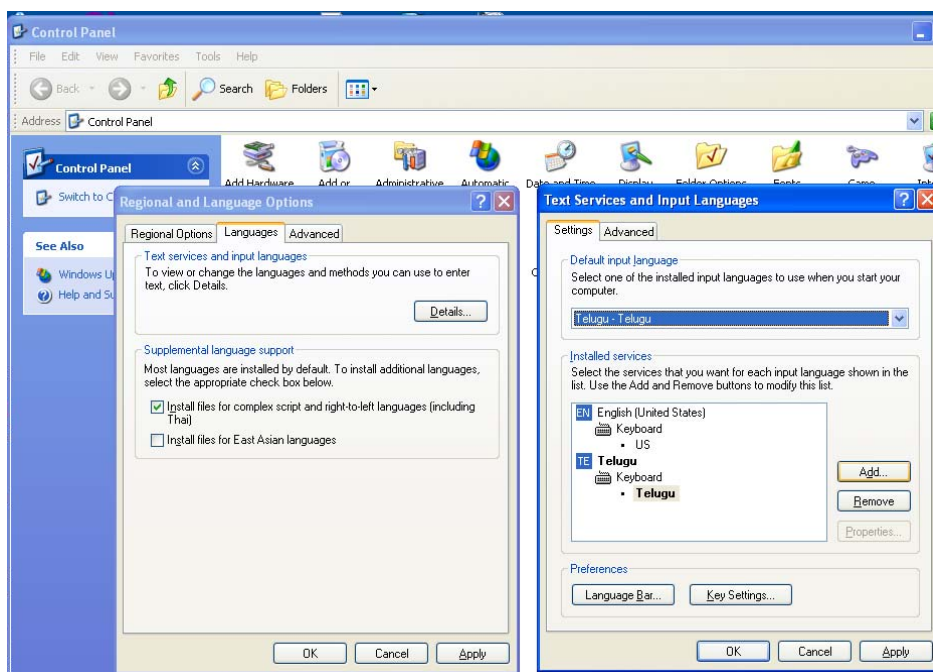 Control Panel
File Edit View Favorites Tools Help
Back Search Folders
Address Control Panel
Control Panel
Switch to C
See Also
Windows U
Help and Su
Add Hardware Add or Administrative Automatic Date and Time Display Folder Options Fonts Game
Regional and Language Options
Regional Options Languages Advanced
Text services and input languages
To view or change the languages and methods you can use to enter
text, click Details.
Details...
Supplemental language support
Most languages are installed by default. To install additional languages,
select the appropriate check box below.
Install files for complex script and right-to-left languages (including
Thai)
Install files for East Asian languages
OK Cancel Apply
Text Services and Input Languages
Settings Advanced
Default input language
Select one of the installed input languages to use when you start your
computer.
Telugu - Telugu
Installed services
Select the services that you want for each input language shown in the
list. Use the Add and Remove buttons to modify this list.
EN English (United States)
Keyboard
• US
TE Telugu
Keyboard
• Telugu
Add...
Remove
Properties...
Preferences
Language Bar... Key Settings...
OK Cancel Apply